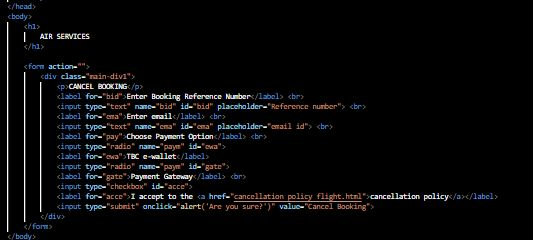 </head>
<body>
<h1>
AIR SERVICES
</h1>
<form action="">
<div class="main-div1">
<p>CANCEL BOOKING</p>
<label for="bid">Enter Booking Reference Number</label> <br>
<input type="text" name="bid" id="bid" placeholder="Reference number"> <br>
<label for="ema">Enter email</label> <br>
<input type="text" name="ema" id="ema" placeholder="email id"> <br>
<label for="pay">Choose Payment Option</label> <br>
<input type="radio" name="paym" id="ewa">
<label for="ewa">TBC e-wallet</label>
<input type="radio" name="paym" id="gate">
<label for="gate">Payment Gateway</label> <br>
<input type="checkbox" id="acce">
<label for="acce">I accept to the <a href="cancellation policy flight.html">cancellation policy</a></label>
<input type="submit" onclick="alert('Are you sure?')" value="Cancel Booking">
</div>
</form>
</body>